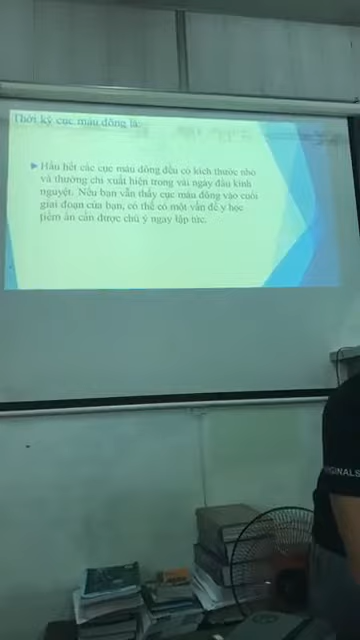 Thời kỳ cục máu đông là:
Hầu hết các cục máu đông đều có kích thước nhỏ
và thường chỉ xuất hiện trong vài ngày đầu kinh
nguyệt. Nếu bạn vẫn thấy cục máu đông vào cuối
giai đoạn của bạn, có thể có một vấn đề y học
tiềm ẩn cần được chú ý ngay lập tức.
GINALS